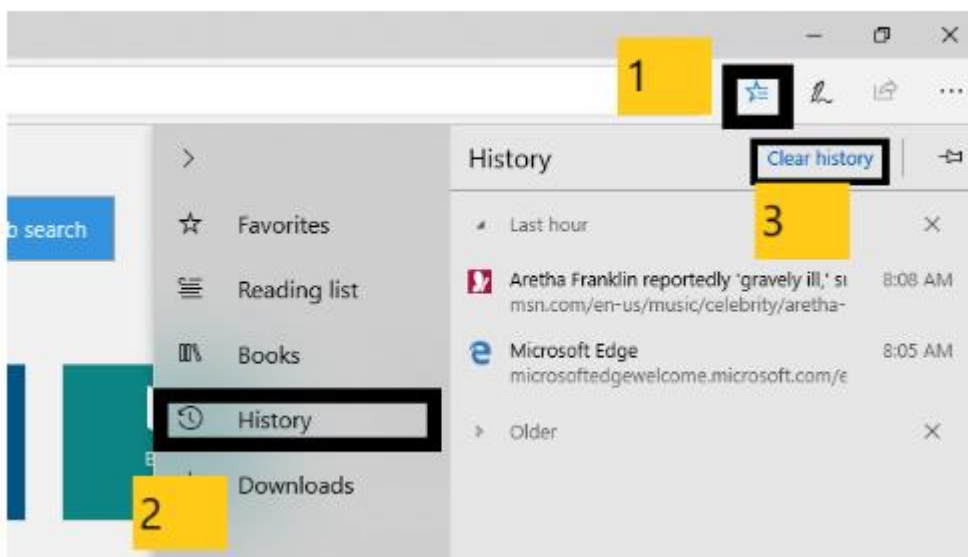 1
History
Clear history
b search
Favorites
Reading list
Books
History
Downloads
2
Last hour
3
Aretha Franklin reportedly 'gravely ill,'
8:08 AM
msn.com/en-us/music/celebrity/aretha-
Microsoft Edge
8:05 AM
microsoftedgewelcome.microsoft.com/e
Older